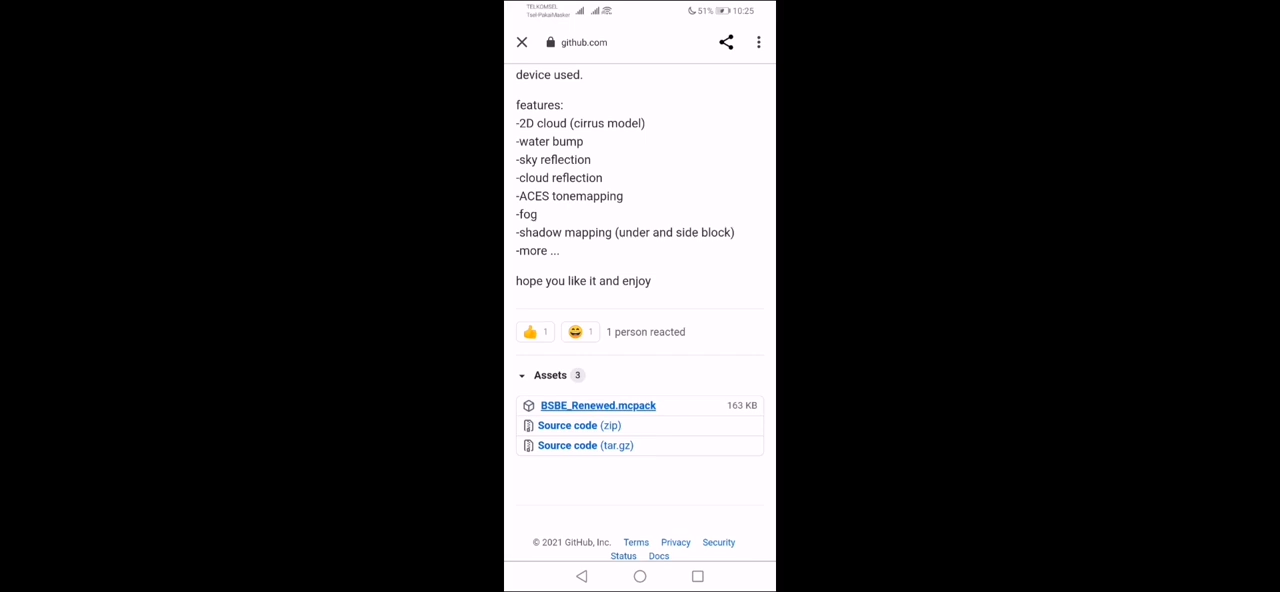 TELKOMSEL
Tsel-PakaiMasker
51% 10:25
github.com
device used.
features:
-2D cloud (cirrus model)
-water bump
-sky reflection
-cloud reflection
-ACES tonemapping
-fog
-shadow mapping (under and side block)
-more ...
hope you like it and enjoy
1 1 1 person reacted
Assets 3
BSBE_Renewed.mcpack 163 KB
Source code (zip)
Source code (tar.gz)
© 2021 GitHub, Inc. Terms Privacy Security
Status Docs